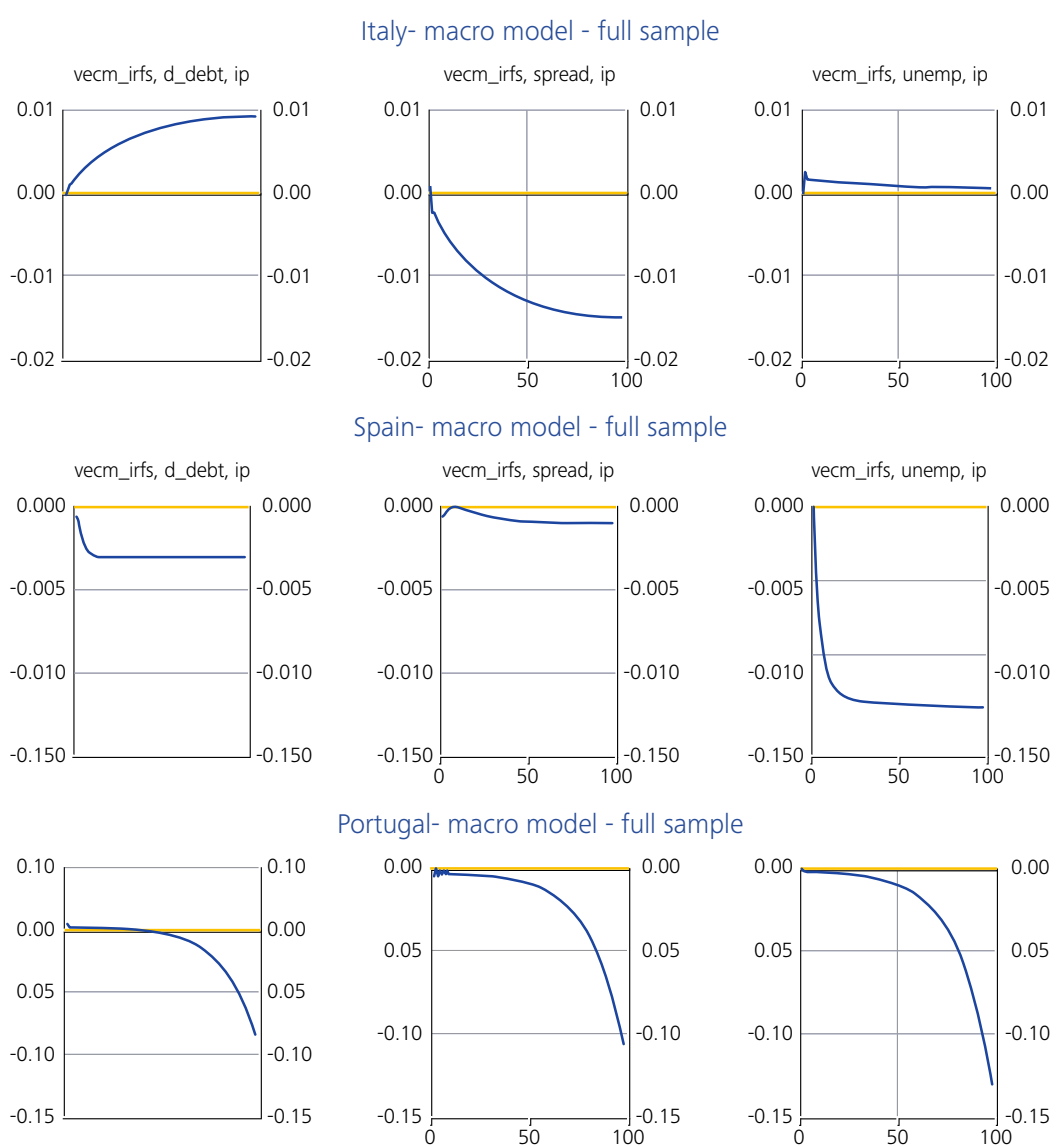 Italy- macro model - full sample
vecm_irfs, d_debt, ip vecm_irfs, spread, ip vecm_irfs, unemp, ip
0.01 0.01 0.01 0.01 0.01 0.01
0.00 0.00 0.00 0.00 0.00 0.00
-0.01 -0.01 -0.01 -0.01 -0.01
-0.02 -0.02 -0.02 -0.02 -0.02 -0.02
0 50 100 0 50 100
Spain- macro model - full sample
vecm_irfs, d_debt, ip vecm_irfs, spread, ip vecm_irfs, unemp, ip
0.000 0.000 0.000 0.000 0.000 0.000
-0.005 -0.005 -0.005 -0.005 -0.005 -0.005
-0.010 -0.010 -0.010 -0.010 -0.010 -0.010
-0.150 -0.150 -0.150 -0.150 -0.150 -0.150
0 50 100 0 50 100
Portugal- macro model - full sample
0.10 0.10 0.00 0.00 0.00 0.00
0.00 0.00
0.05 0.05 0.05 0.05 0.05 0.05
-0.10 -0.10 -0.10 -0.10 -0.10 -0.10
-0.15 -0.15 -0.15 -0.15 -0.15 -0.15
0 50 100 0 50 100